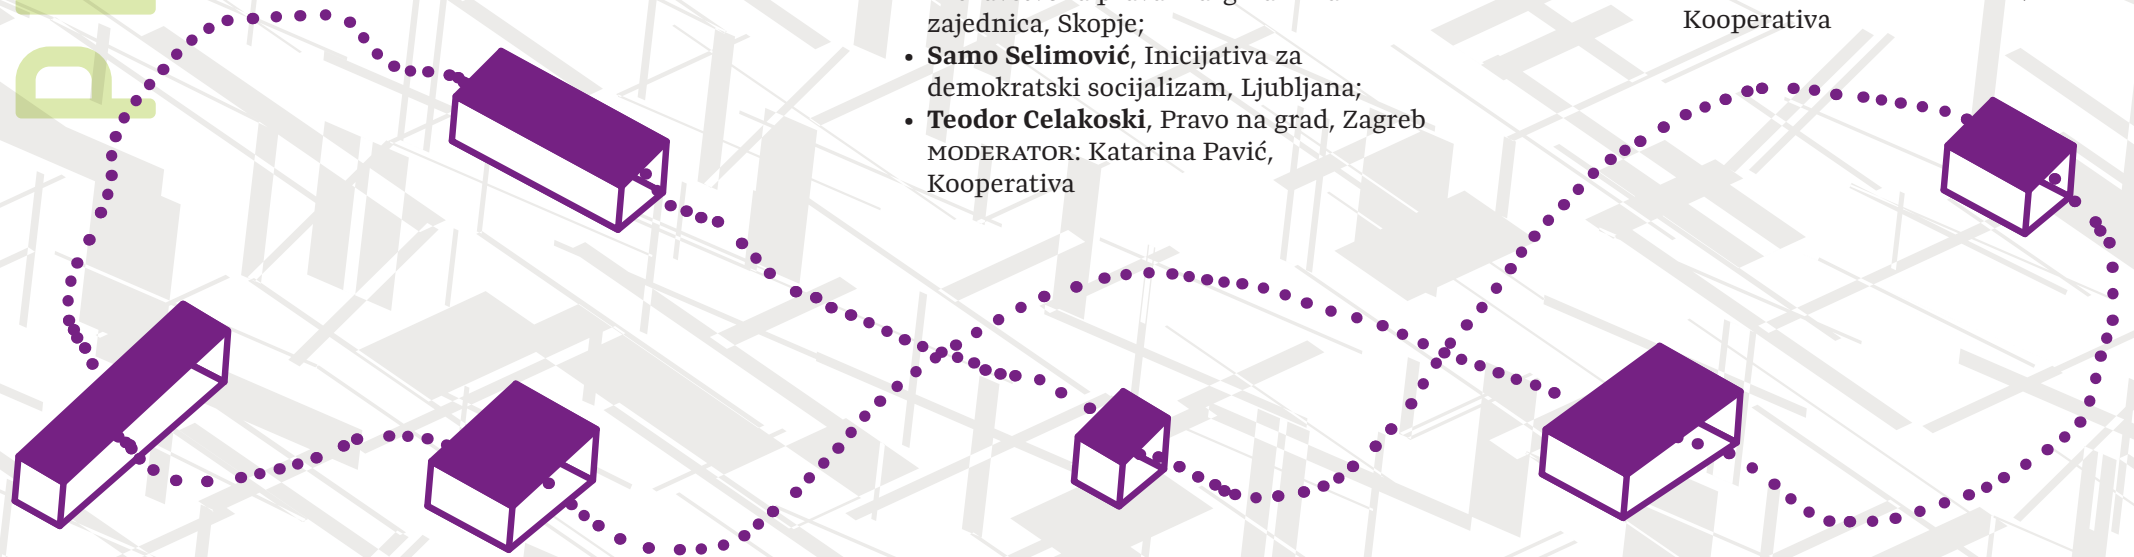 zajednica, Skopje;
• Samo Selimović, Inicijativa za
demokratski socijalizam, Ljubljana;
• Teodor Celakoski, Pravo na grad, Zagreb
MODERATOR: Katarina Pavić,
Kooperativa
Kooperativa